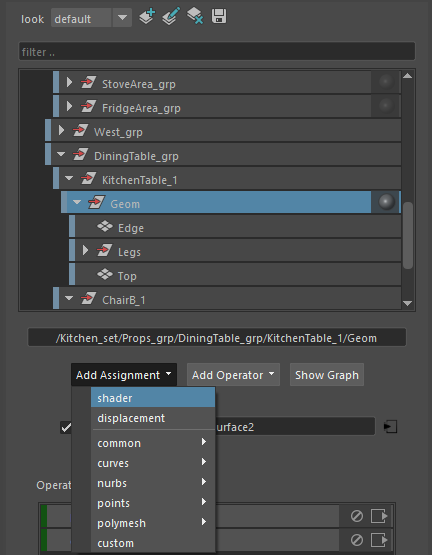 look default
filter ..
StoveArea_grp
FridgeArea_grp
West_grp
DiningTable_grp
KitchenTable_1
Geom
Edge
Legs
Top
ChairB_1
/Kitchen_set/Props_grp/DiningTable_grp/KitchenTable_1/Geom
Add Assignment Add Operator Show Graph
shader
displacement
urface2
common
curves
nurbs
Operat
points
polymesh
custom